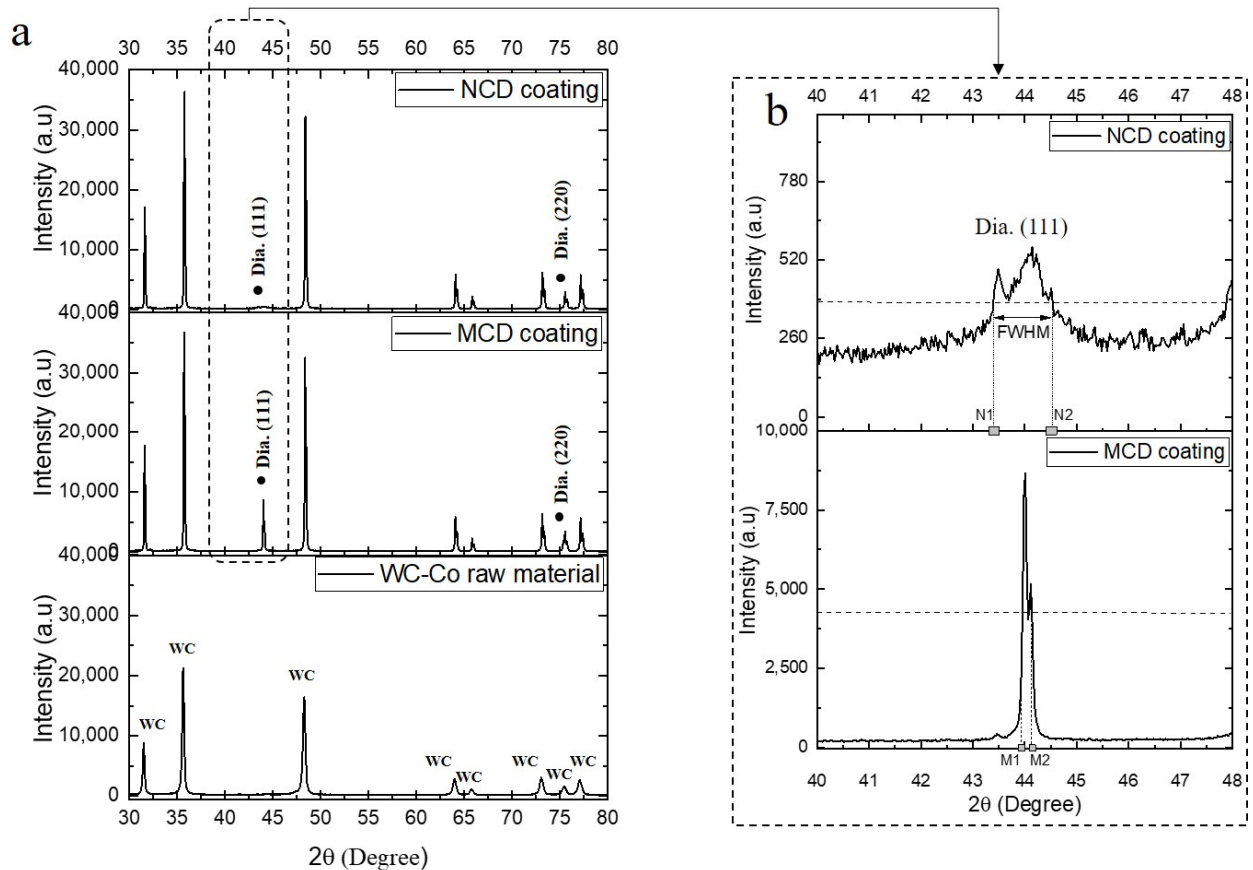 a
30 35 40 45 50 55 60 65 70 75 80
40,000
30,000
20,000
10,000
0
Intensity (a.u)
NCD coating
Dia. (111)
Dia. (220)
40,000
30,000
20,000
10,000
Intensity (a.u)
MCD coating
Dia. (111)
Dia. (220)
40,000
30,000
20,000
10,000
0
Intensity (a.u)
WC-Co raw material
WC
WC
WC
WC
WC
WC
WC
WC
30 35 40 45 50 55 60 65 70 75 80
2θ (Degree)
b
40 41 42 43 44 45 46 47 48
780
520
260
0
Intensity (a.u)
NCD coating
Dia. (111)
FWHM
N1 N2
10,000
7,500
5,000
2,500
0
Intensity (a.u)
MCD coating
M1 M2
40 41 42 43 44 45 46 47 48
2θ (Degree)